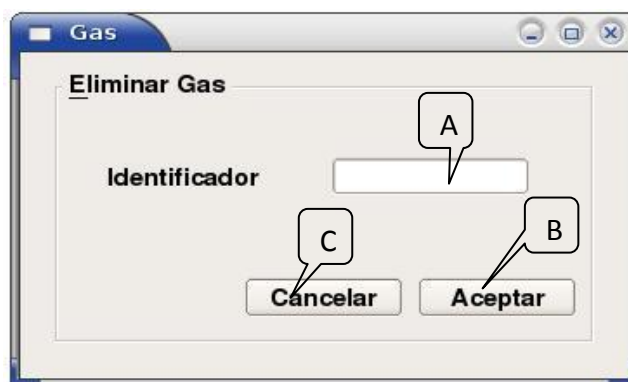 Gas
Eliminar Gas
A
Identificador
C
B
Cancelar
Aceptar